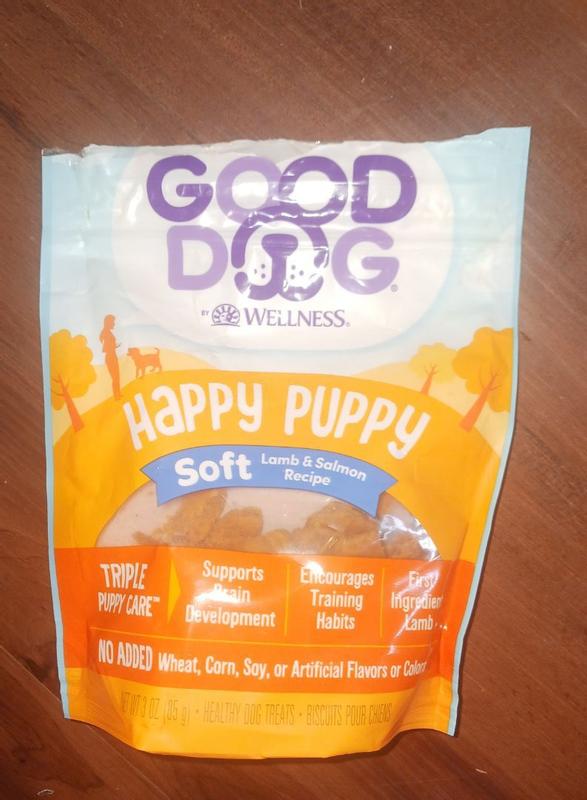 GOOD
DOG®
BY WELLNESS®
Happy Puppy
Soft
Lamb & Salmon
Recipe
TRIPLE
PUPPY CARE™
Supports
Brain
Development
Encourages
Training
Habits
First
Ingredient
Lamb
NO ADDED Wheat, Corn, Soy, or Artificial Flavors or Colors
NET WT 3 OZ (85 g) • HEALTHY DOG TREATS • BISCUITS POUR CHIENS